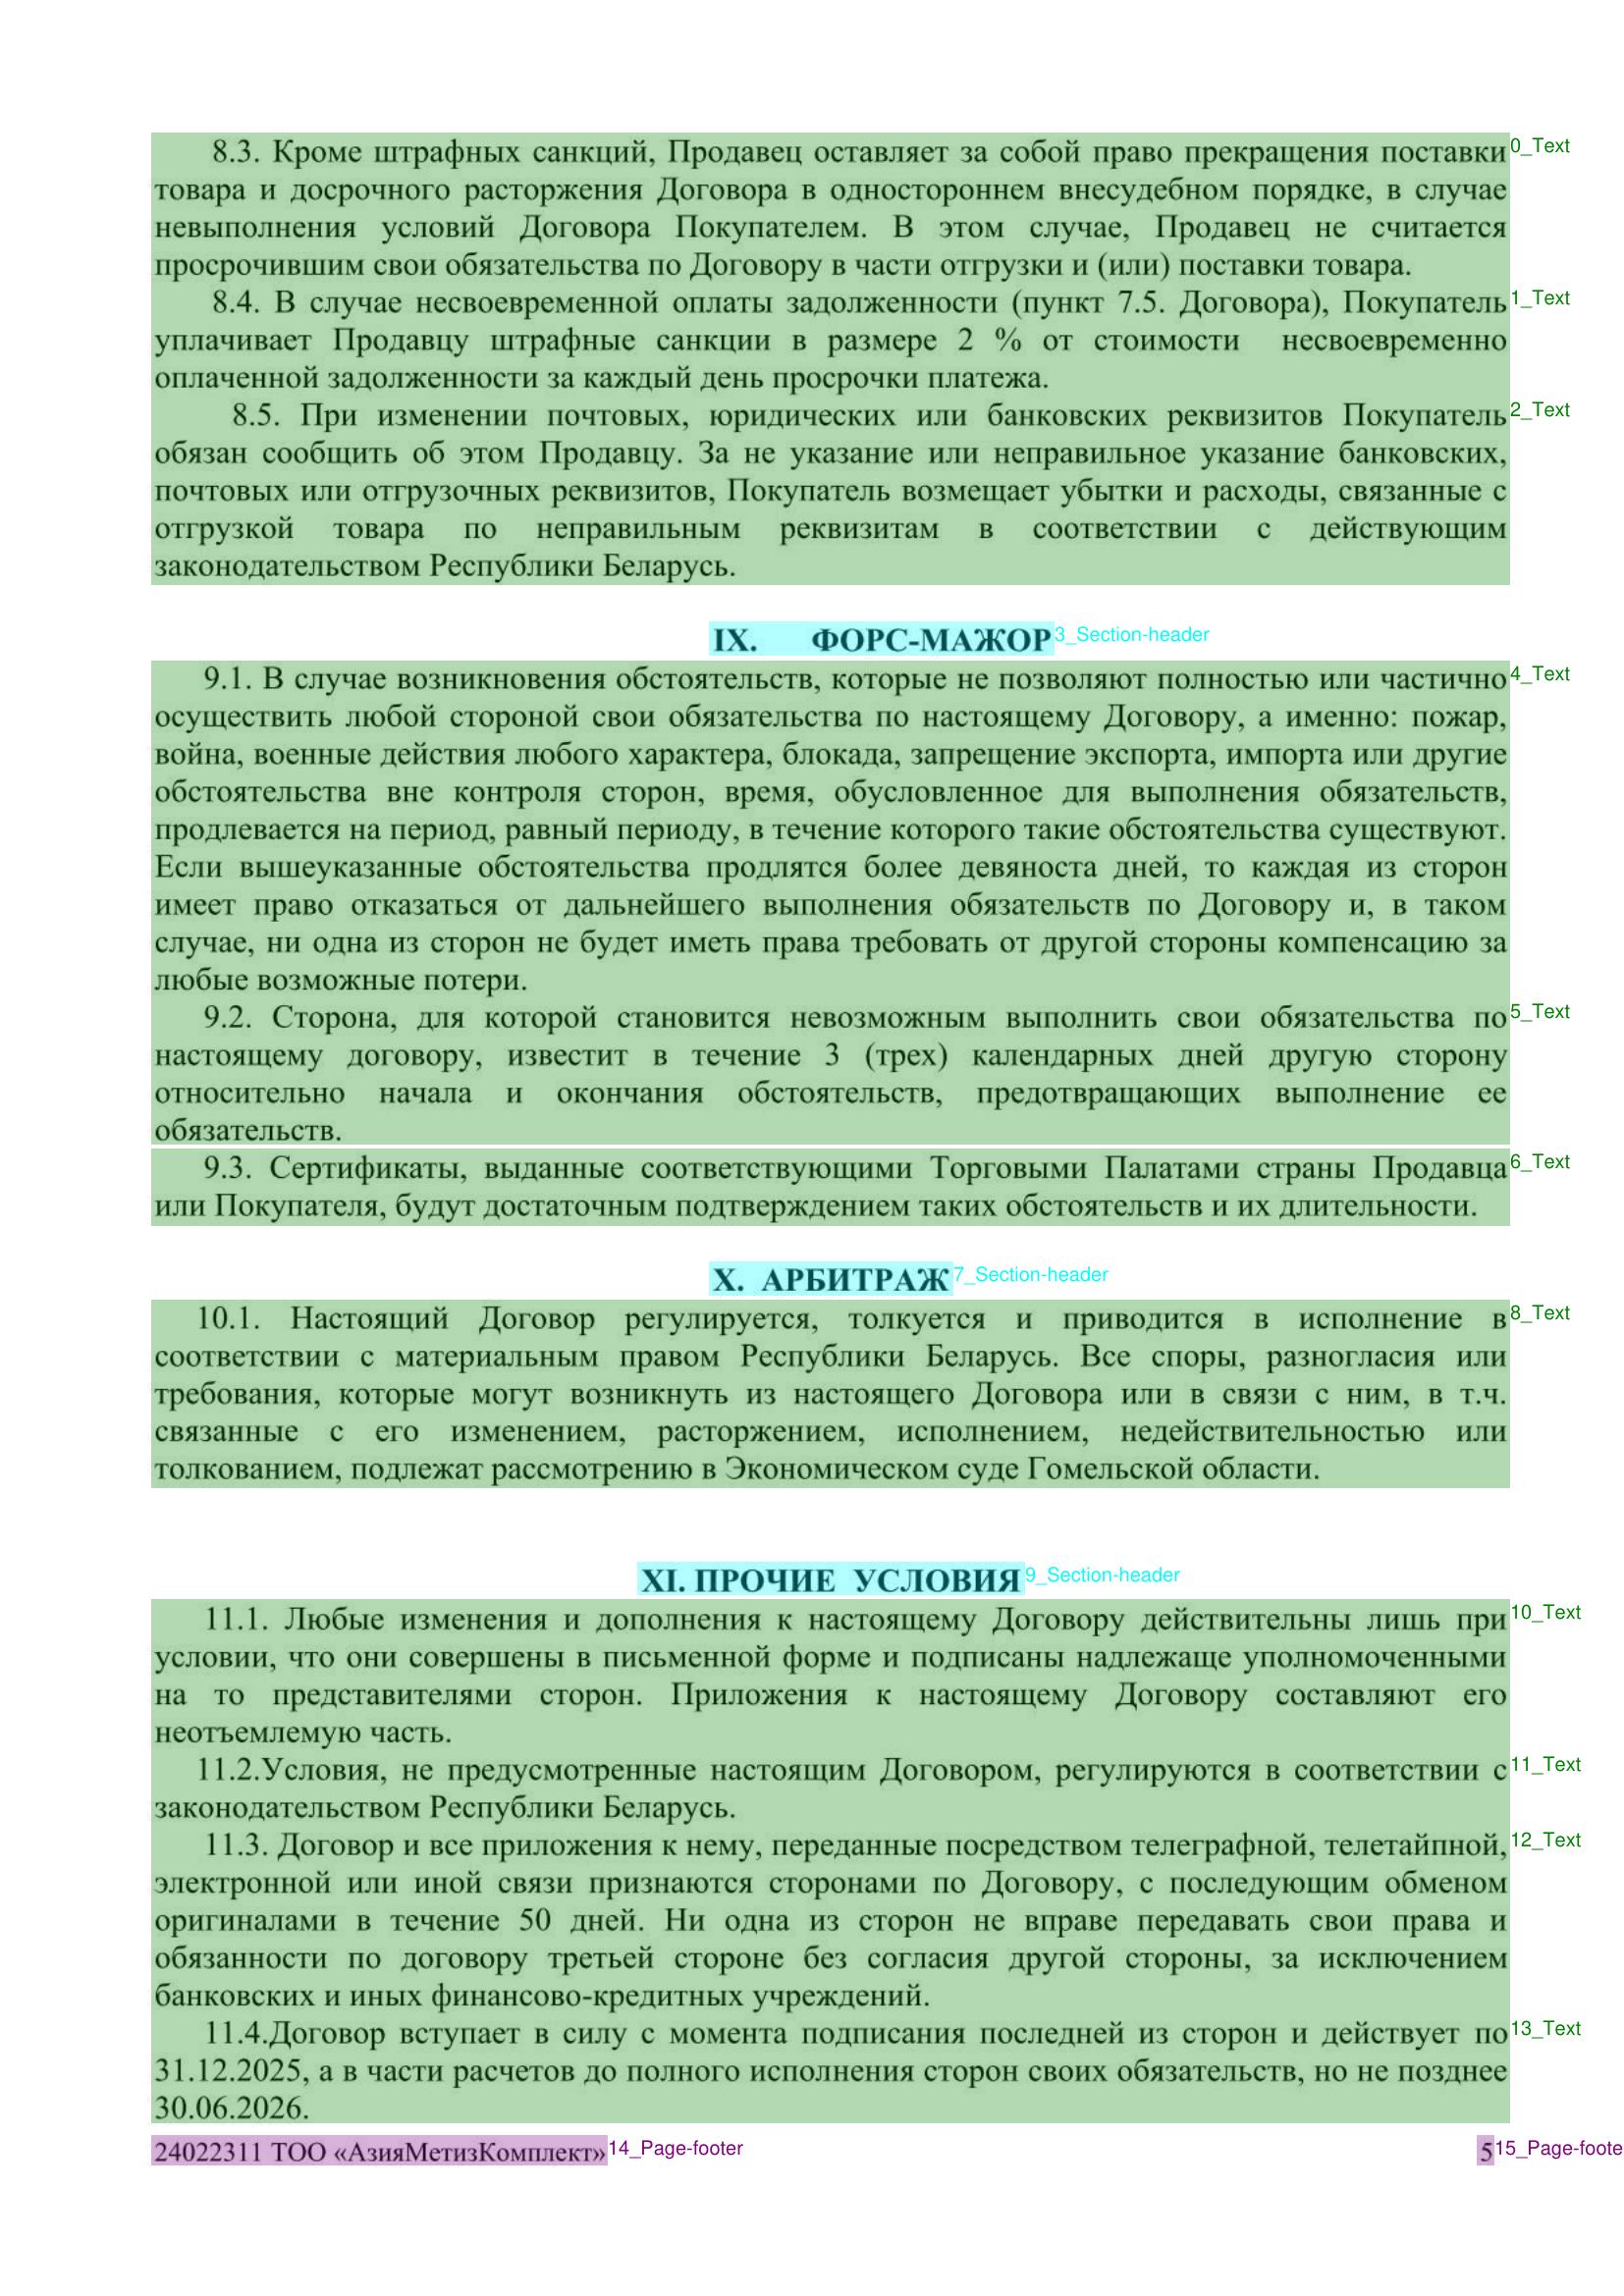 8.3. Кроме штрафных санкций, Продавец оставляет за собой право прекращения поставки 0_Text
товара и досрочного расторжения Договора в одностороннем внесудебном порядке, в случае
невыполнения условий Договора Покупателем. В этом случае, Продавец не считается
просрочившим свои обязательства по Договору в части отгрузки и (или) поставки товара.
8.4. В случае несвоевременной оплаты задолженности (пункт 7.5. Договора), Покупатель 1_Text
уплачивает Продавцу штрафные санкции в размере 2 % от стоимости несвоевременно
оплаченной задолженности за каждый день просрочки платежа.
8.5. При изменении почтовых, юридических или банковских реквизитов Покупатель 2_Text
обязан сообщить об этом Продавцу. За не указание или неправильное указание банковских,
почтовых или отгрузочных реквизитов, Покупатель возмещает убытки и расходы, связанные с
отгрузкой товара по неправильным реквизитам в соответствии с действующим
законодательством Республики Беларусь.
IX. ФОРС-МАЖОР 3_Section-header
9.1. В случае возникновения обстоятельств, которые не позволяют полностью или частично 4_Text
осуществить любой стороной свои обязательства по настоящему Договору, а именно: пожар,
война, военные действия любого характера, блокада, запрещение экспорта, импорта или другие
обстоятельства вне контроля сторон, время, обусловленное для выполнения обязательств,
продлевается на период, равный периоду, в течение которого такие обстоятельства существуют.
Если вышеуказанные обстоятельства продлятся более девяноста дней, то каждая из сторон
имеет право отказаться от дальнейшего выполнения обязательств по Договору и, в таком
случае, ни одна из сторон не будет иметь права требовать от другой стороны компенсацию за
любые возможные потери.
9.2. Сторона, для которой становится невозможным выполнить свои обязательства по 5_Text
настоящему договору, известит в течение 3 (трех) календарных дней другую сторону
относительно начала и окончания обстоятельств, предотвращающих выполнение ее
обязательств.
9.3. Сертификаты, выданные соответствующими Торговыми Палатами страны Продавца 6_Text
или Покупателя, будут достаточным подтверждением таких обстоятельств и их длительности.
X. АРБИТРАЖ 7_Section-header
10.1. Настоящий Договор регулируется, толкуется и приводится в исполнение в 8_Text
соответствии с материальным правом Республики Беларусь. Все споры, разногласия или
требования, которые могут возникнуть из настоящего Договора или в связи с ним, в т.ч.
связанные с его изменением, расторжением, исполнением, недействительностью или
толкованием, подлежат рассмотрению в Экономическом суде Гомельской области.
XI. ПРОЧИЕ УСЛОВИЯ 9_Section-header
11.1. Любые изменения и дополнения к настоящему Договору действительны лишь при 10_Text
условии, что они совершены в письменной форме и подписаны надлежаще уполномоченными
на то представителями сторон. Приложения к настоящему Договору составляют его
неотъемлемую часть.
11.2.Условия, не предусмотренные настоящим Договором, регулируются в соответствии с 11_Text
законодательством Республики Беларусь.
11.3. Договор и все приложения к нему, переданные посредством телеграфной, телетайпной, 12_Text
электронной или иной связи признаются сторонами по Договору, с последующим обменом
оригиналами в течение 50 дней. Ни одна из сторон не вправе передавать свои права и
обязанности по договору третьей стороне без согласия другой стороны, за исключением
банковских и иных финансово-кредитных учреждений.
11.4.Договор вступает в силу с момента подписания последней из сторон и действует по 13_Text
31.12.2025, а в части расчетов до полного исполнения сторон своих обязательств, но не позднее
30.06.2026.
24022311 ТОО «АзияМетизКомплект» 14_Page-footer 5 15_Page-foote